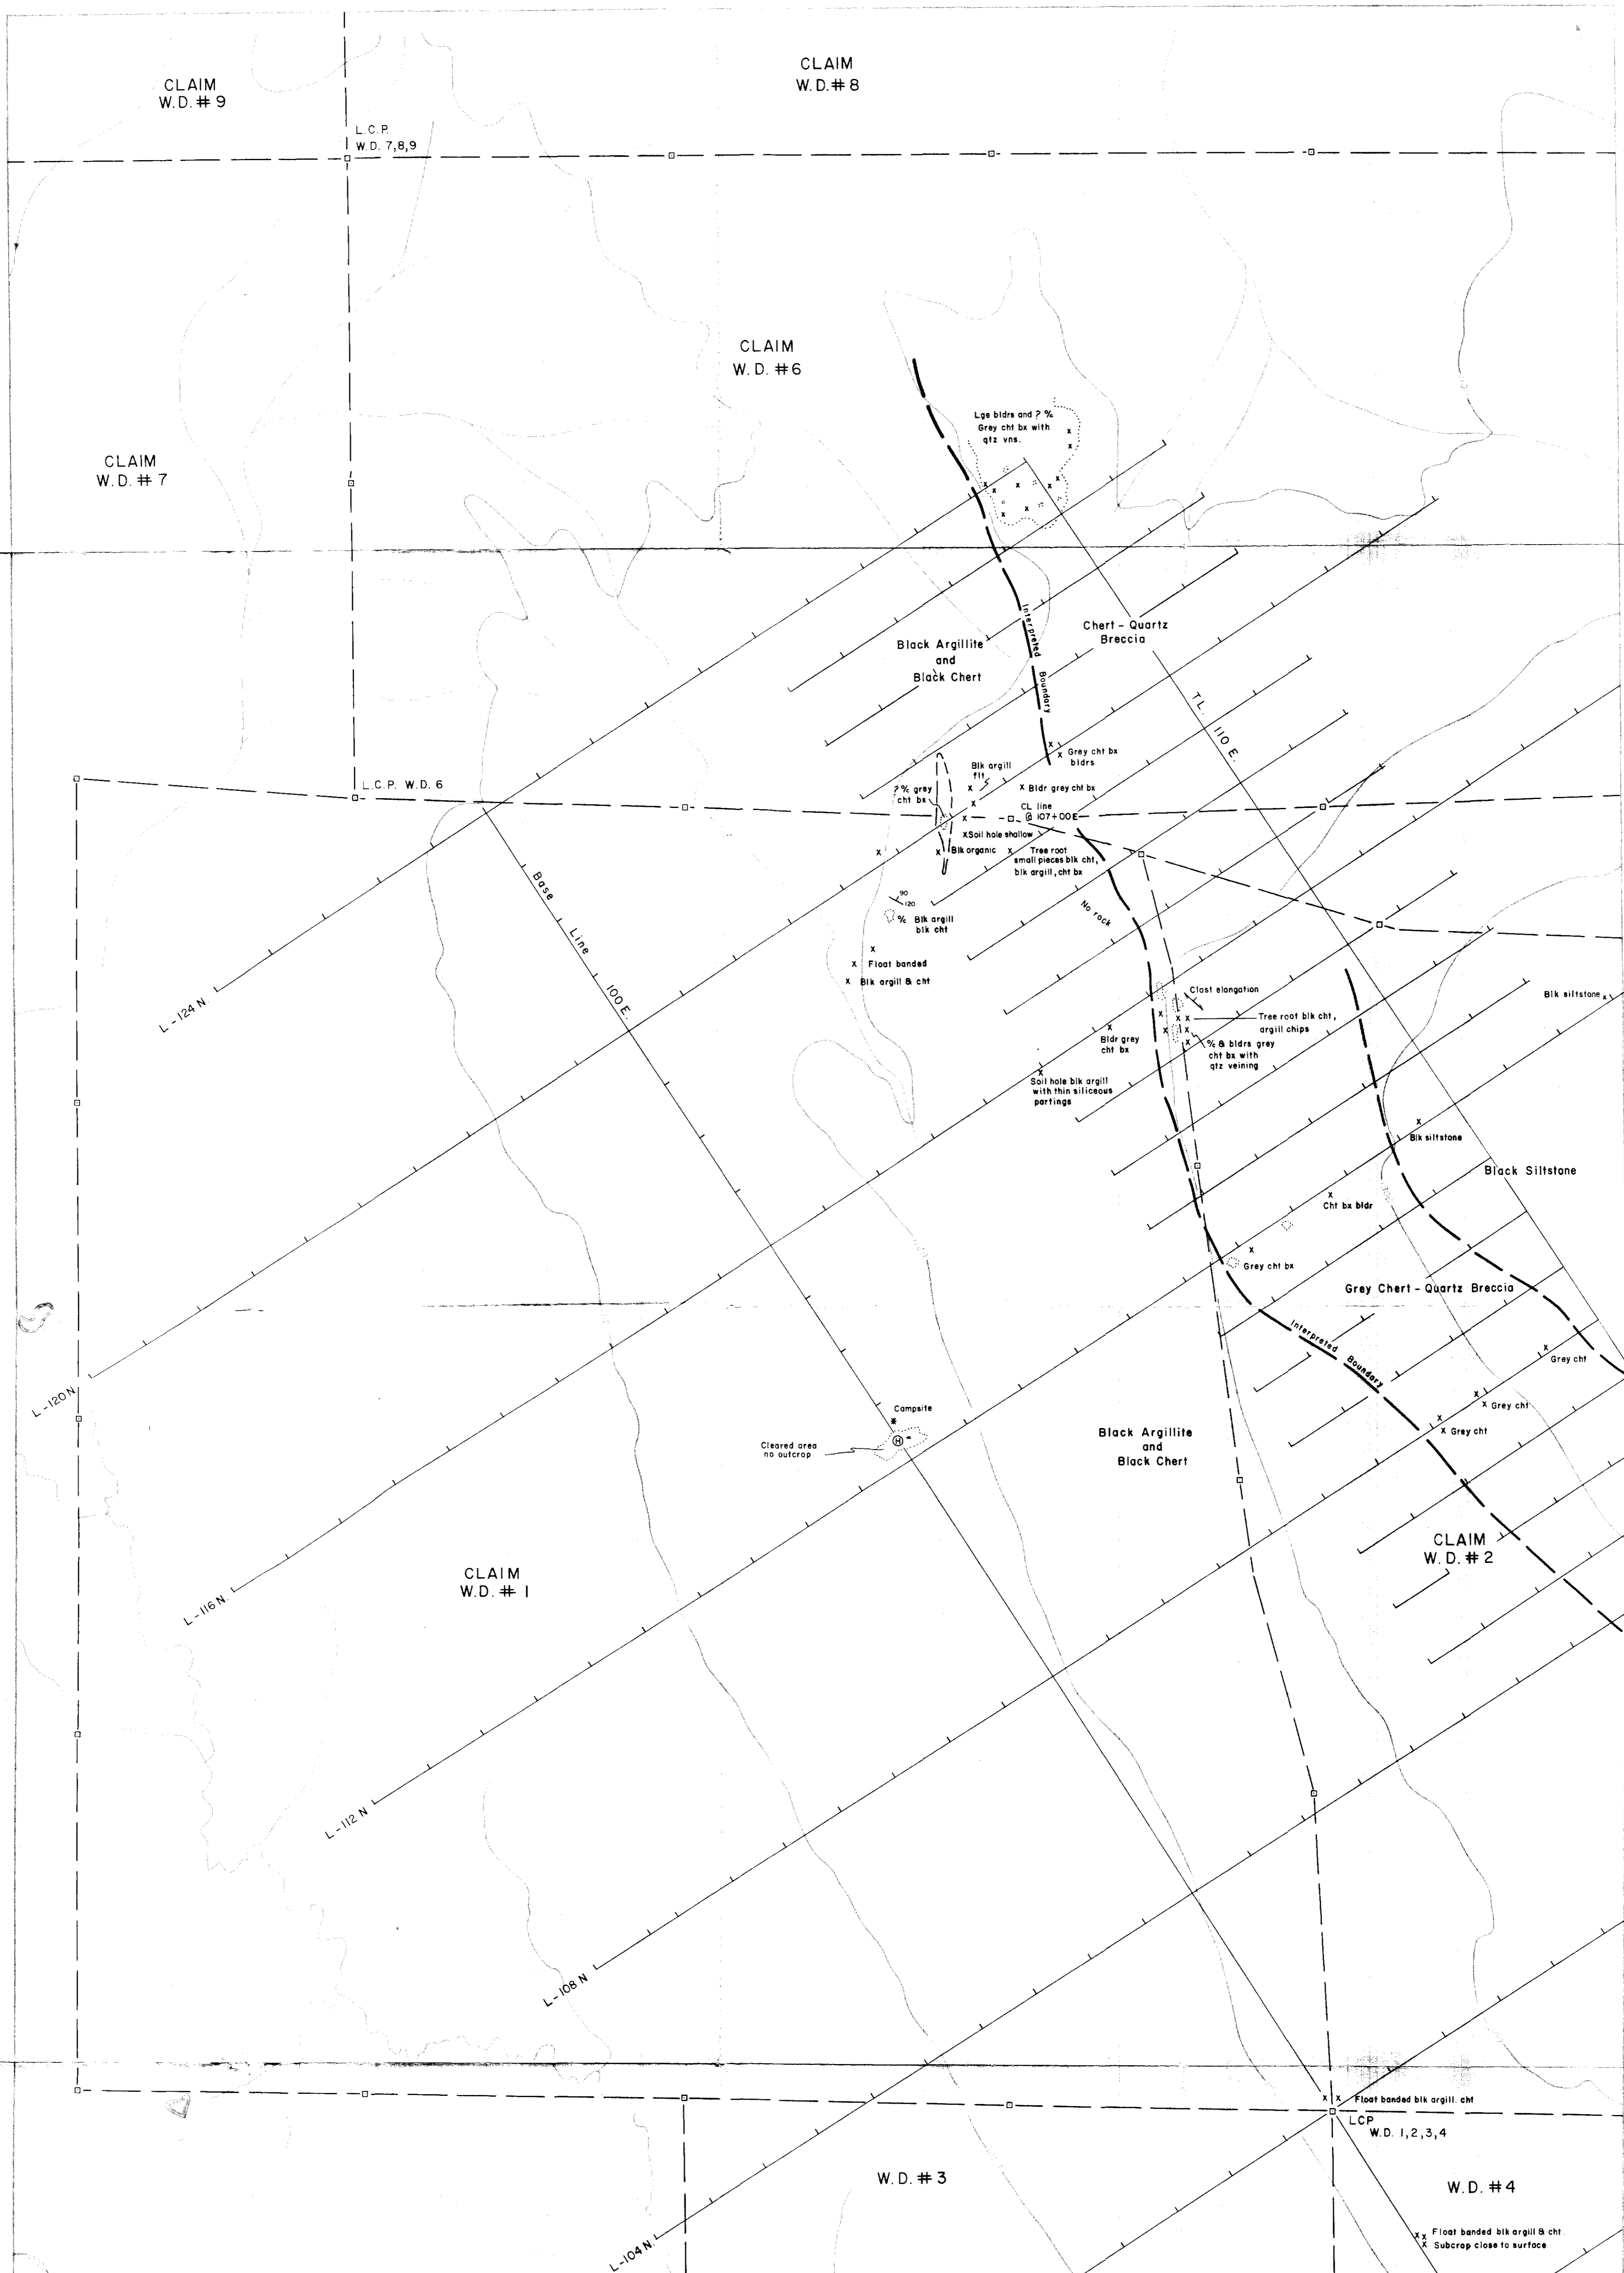 CLAIM
W.D. # 9
CLAIM
W.D. # 8
L.C.P.
W.D. 7,8,9
CLAIM
W.D. # 6
CLAIM
W.D. # 7
Lge bldrs and ? %
Grey cht bx with
qtz vns.
Interpreted Boundary
Chert - Quartz
Breccia
Black Argillite
and
Black Chert
T.L. 110 E.
Grey cht bx
bldrs
Blk argill
flt
? % grey
cht bx
X Bldr grey cht bx
L.C.P. W.D. 6
CL line
@ 107+00E
X Soil hole shallow
Blk organic
Tree root
small pieces blk cht,
blk argill, cht bx
Base Line 100 E.
90
120
% Blk argill
blk cht
No rock
X Float banded
X Blk argill & cht
L-124 N.
Clast elongation
Blk siltstone x
Tree root blk cht,
argill chips
Bldr grey
cht bx
% & bldrs grey
cht bx with
qtz veining
Soil hole blk argill
with thin siliceous
partings
Blk siltstone
Black Siltstone
Cht bx bldr
Grey cht bx
Grey Chert - Quartz Breccia
Interpreted Boundary
Grey cht
L-120 N
X Grey cht
Campsite
X Grey cht
H
Cleared area
no outcrop
Black Argillite
and
Black Chert
CLAIM
W.D. # 2
CLAIM
W.D. # 1
L-116 N.
L-112 N
L-108 N
X X Float banded blk argill. cht
LCP
W.D. 1,2,3,4
W.D. # 3
W.D. # 4
L-104 N.
X X Float banded blk argill & cht.
X Subcrop close to surface